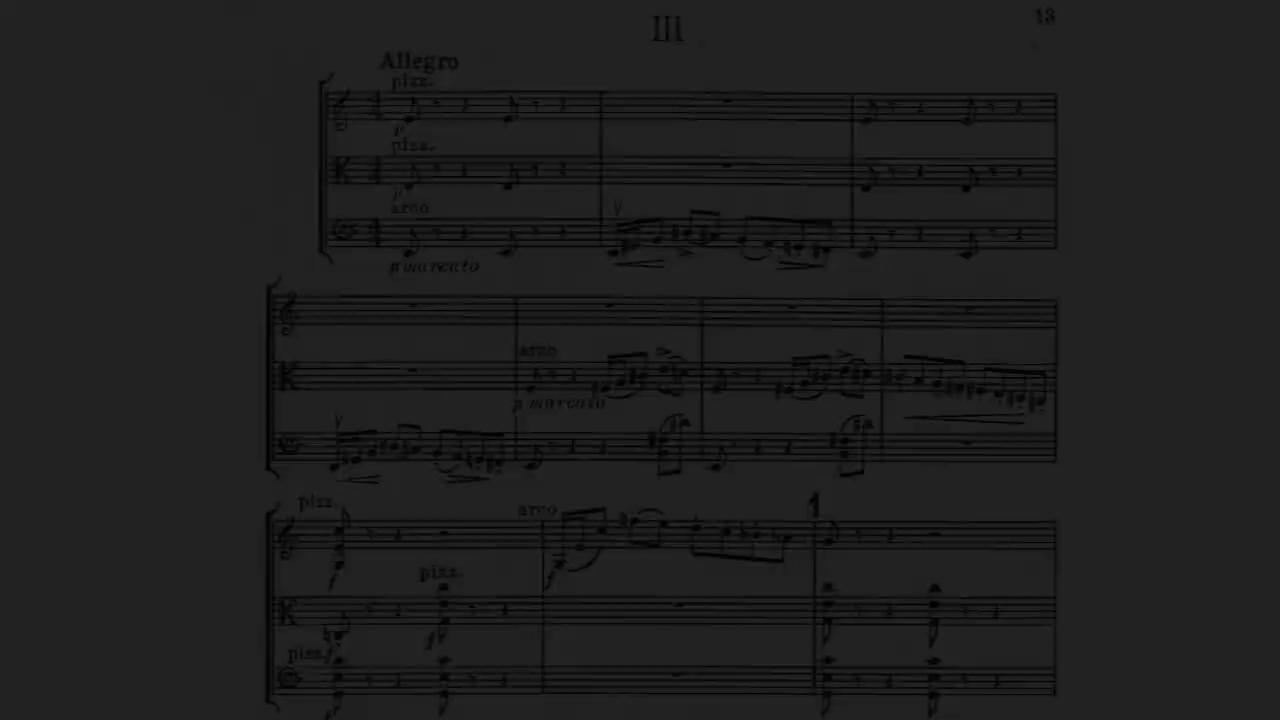 III
13
Allegro
pizz.
p
pizz.
p
arco
p marcato
arco
p marcato
pizz.
arco
1
f
f
pizz.
f
pizz.
f